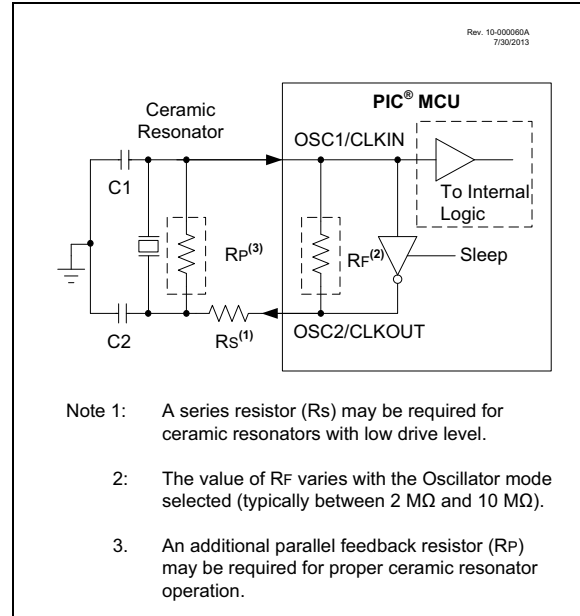 Rev. 10-000060A
7/30/2013
PIC® MCU
Ceramic
Resonator
OSC1/CLKIN
C1
To Internal
Logic
RP(3)
RF(2)
Sleep
C2
RS(1)
OSC2/CLKOUT
Note 1: A series resistor (RS) may be required for
ceramic resonators with low drive level.
2: The value of RF varies with the Oscillator mode
selected (typically between 2 MΩ and 10 MΩ).
3. An additional parallel feedback resistor (RP)
may be required for proper ceramic resonator
operation.